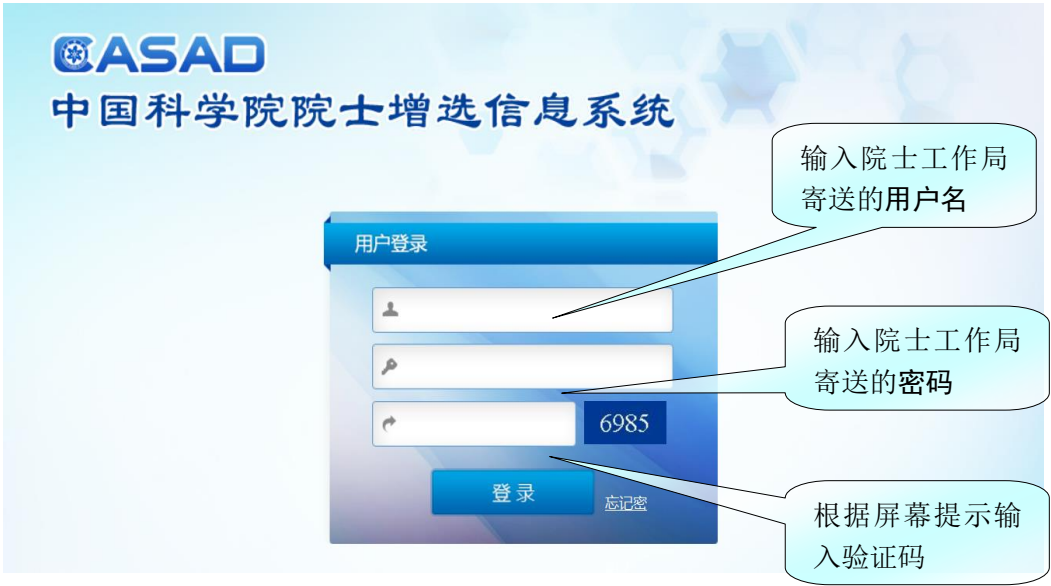 CASAD
中国科学院院士增选信息系统
输入院士工作局
寄送的用户名
用户登录
输入院士工作局
寄送的密码
6985
登录
忘记密
根据屏幕提示输
入验证码